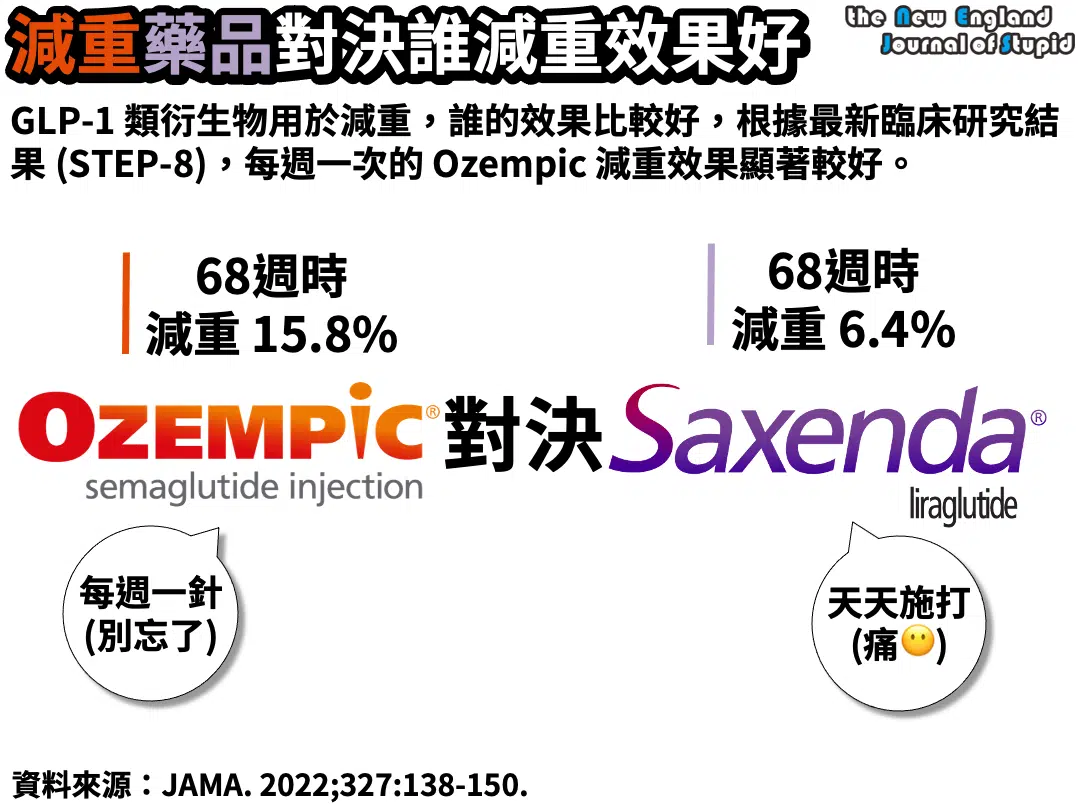 減重藥品對決誰減重效果好
the New England
Journal of Stupid
GLP-1 類衍生物用於減重，誰的效果比較好，根據最新臨床研究結
果 (STEP-8)，每週一次的 Ozempic 減重效果顯著較好。
68週時
減重 15.8%
68週時
減重 6.4%
OZEMPIC® 對決 Saxenda®
semaglutide injection
liraglutide
每週一針
(別忘了)
天天施打
(痛😶)
資料來源：JAMA. 2022;327:138-150.